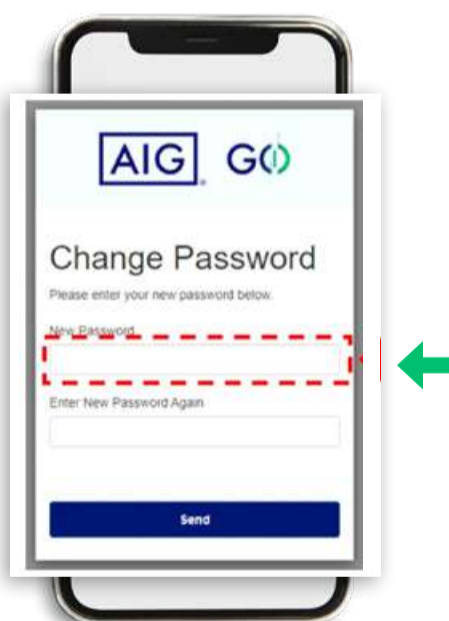 AIG GO
Change Password
Please enter your new password below.
New Password
Enter New Password Again
Send